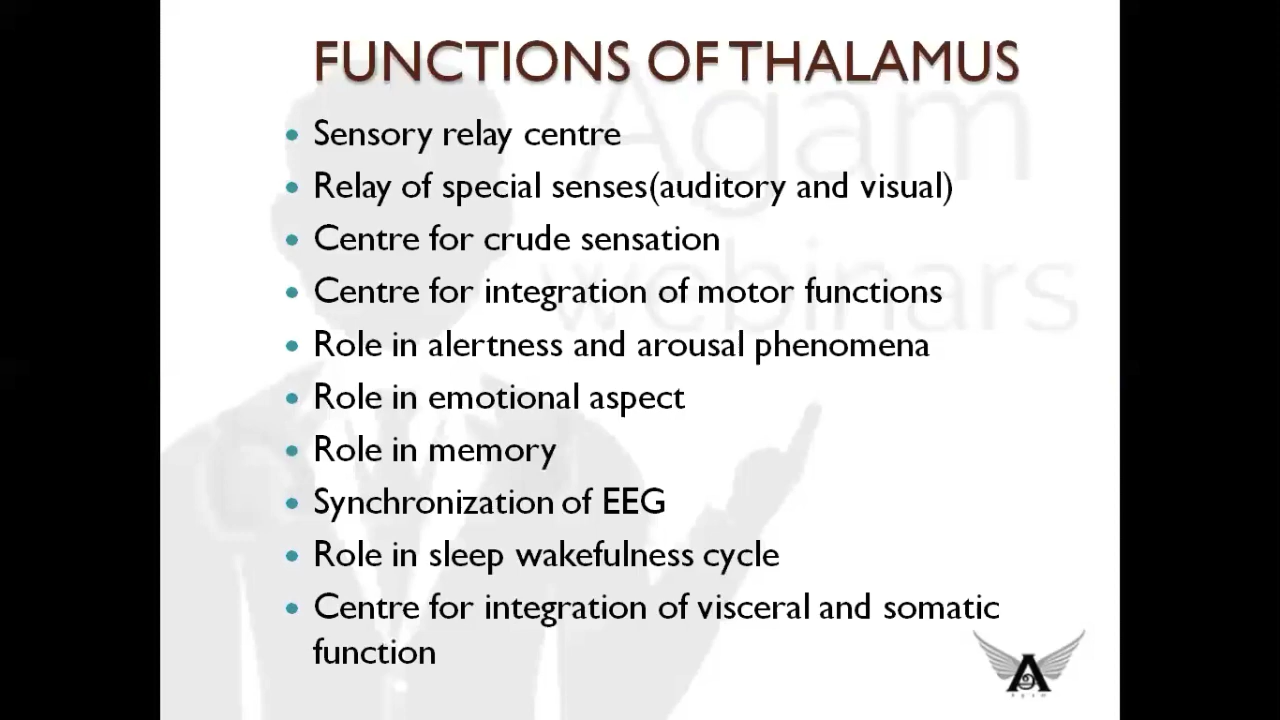 FUNCTIONS OF THALAMUS
Agam
webinars
• Sensory relay centre
• Relay of special senses(auditory and visual)
• Centre for crude sensation
• Centre for integration of motor functions
• Role in alertness and arousal phenomena
• Role in emotional aspect
• Role in memory
• Synchronization of EEG
• Role in sleep wakefulness cycle
• Centre for integration of visceral and somatic
function
A